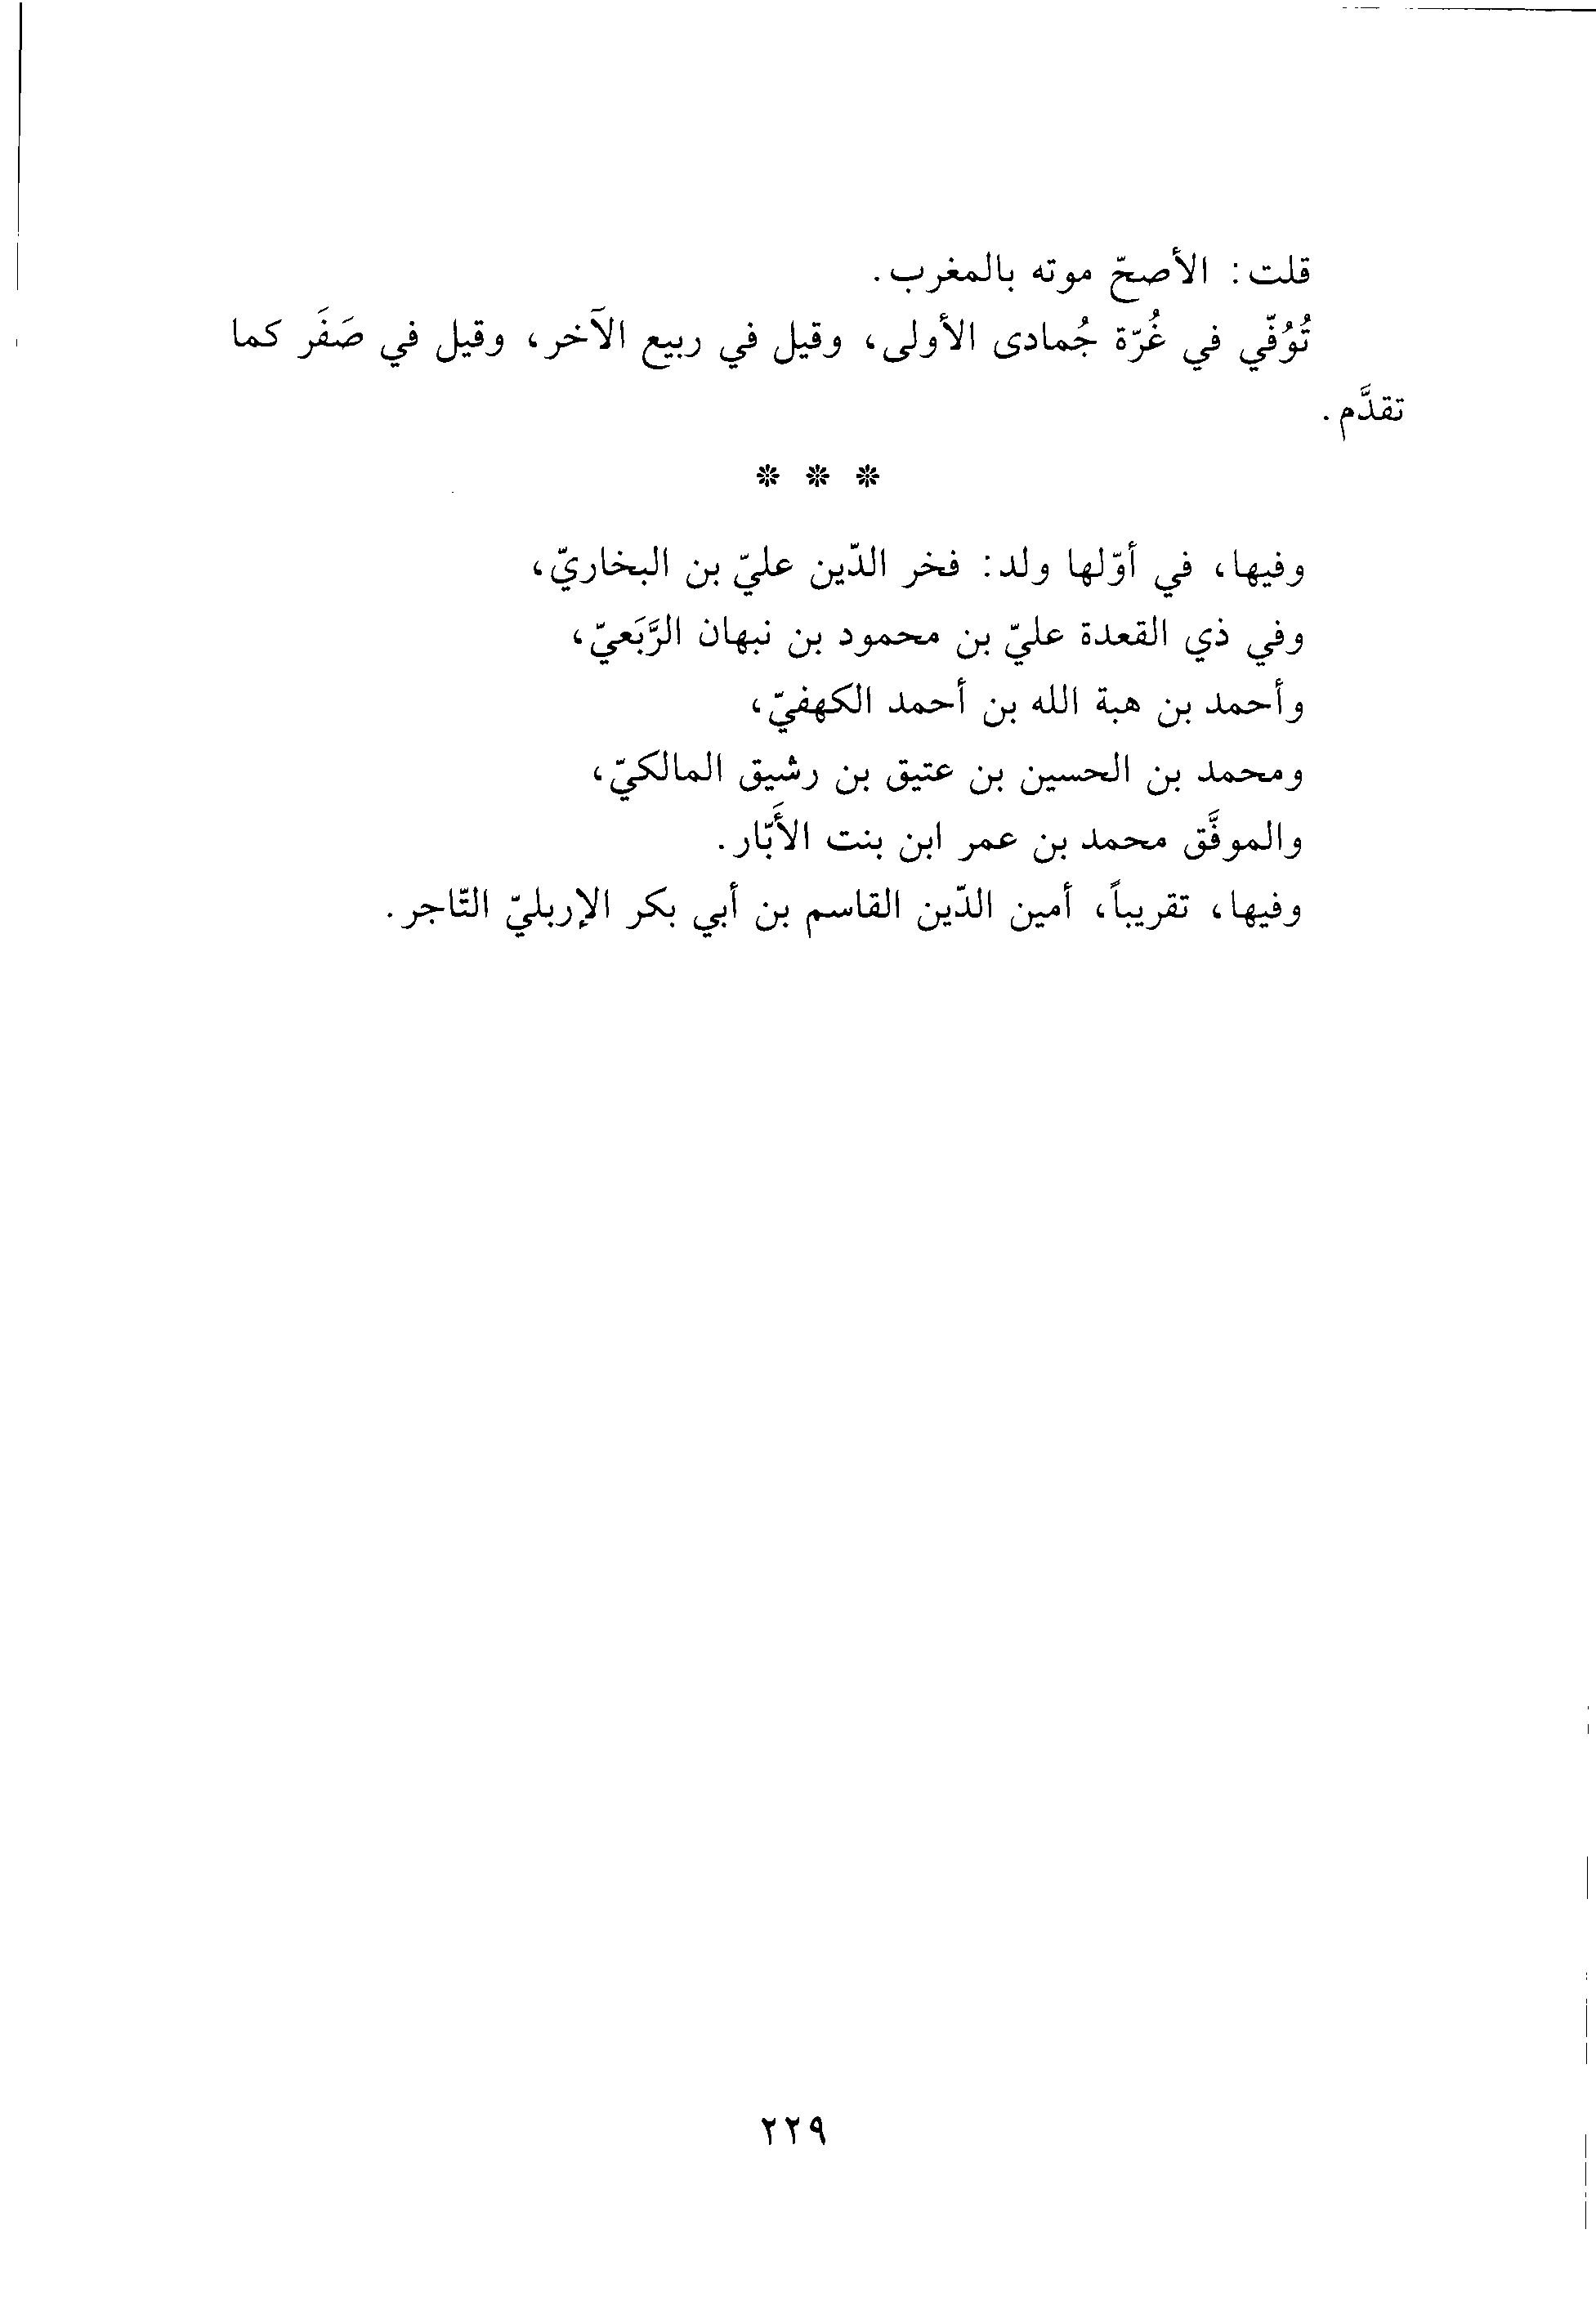 قلت: الأصحّ موته بالمغرب.
تُوُفّي في غُرّة جُمادى الأولى، وقيل في ربيع الآخر، وقيل في صَفَر كما
تقدَّم.
* * *
وفيها، في أوّلها ولد: فخر الدّين عليّ بن البخاريّ،
وفي ذي القعدة عليّ بن محمود بن نبهان الرَّبَعيّ،
وأحمد بن هبة الله بن أحمد الكهفيّ،
ومحمد بن الحسين بن عتيق بن رشيق المالكيّ،
والموفَّق محمد بن عمر ابن بنت الأَبّار.
وفيها، تقريباً، أمين الدّين القاسم بن أبي بكر الإربليّ التّاجر.
٢٢٩